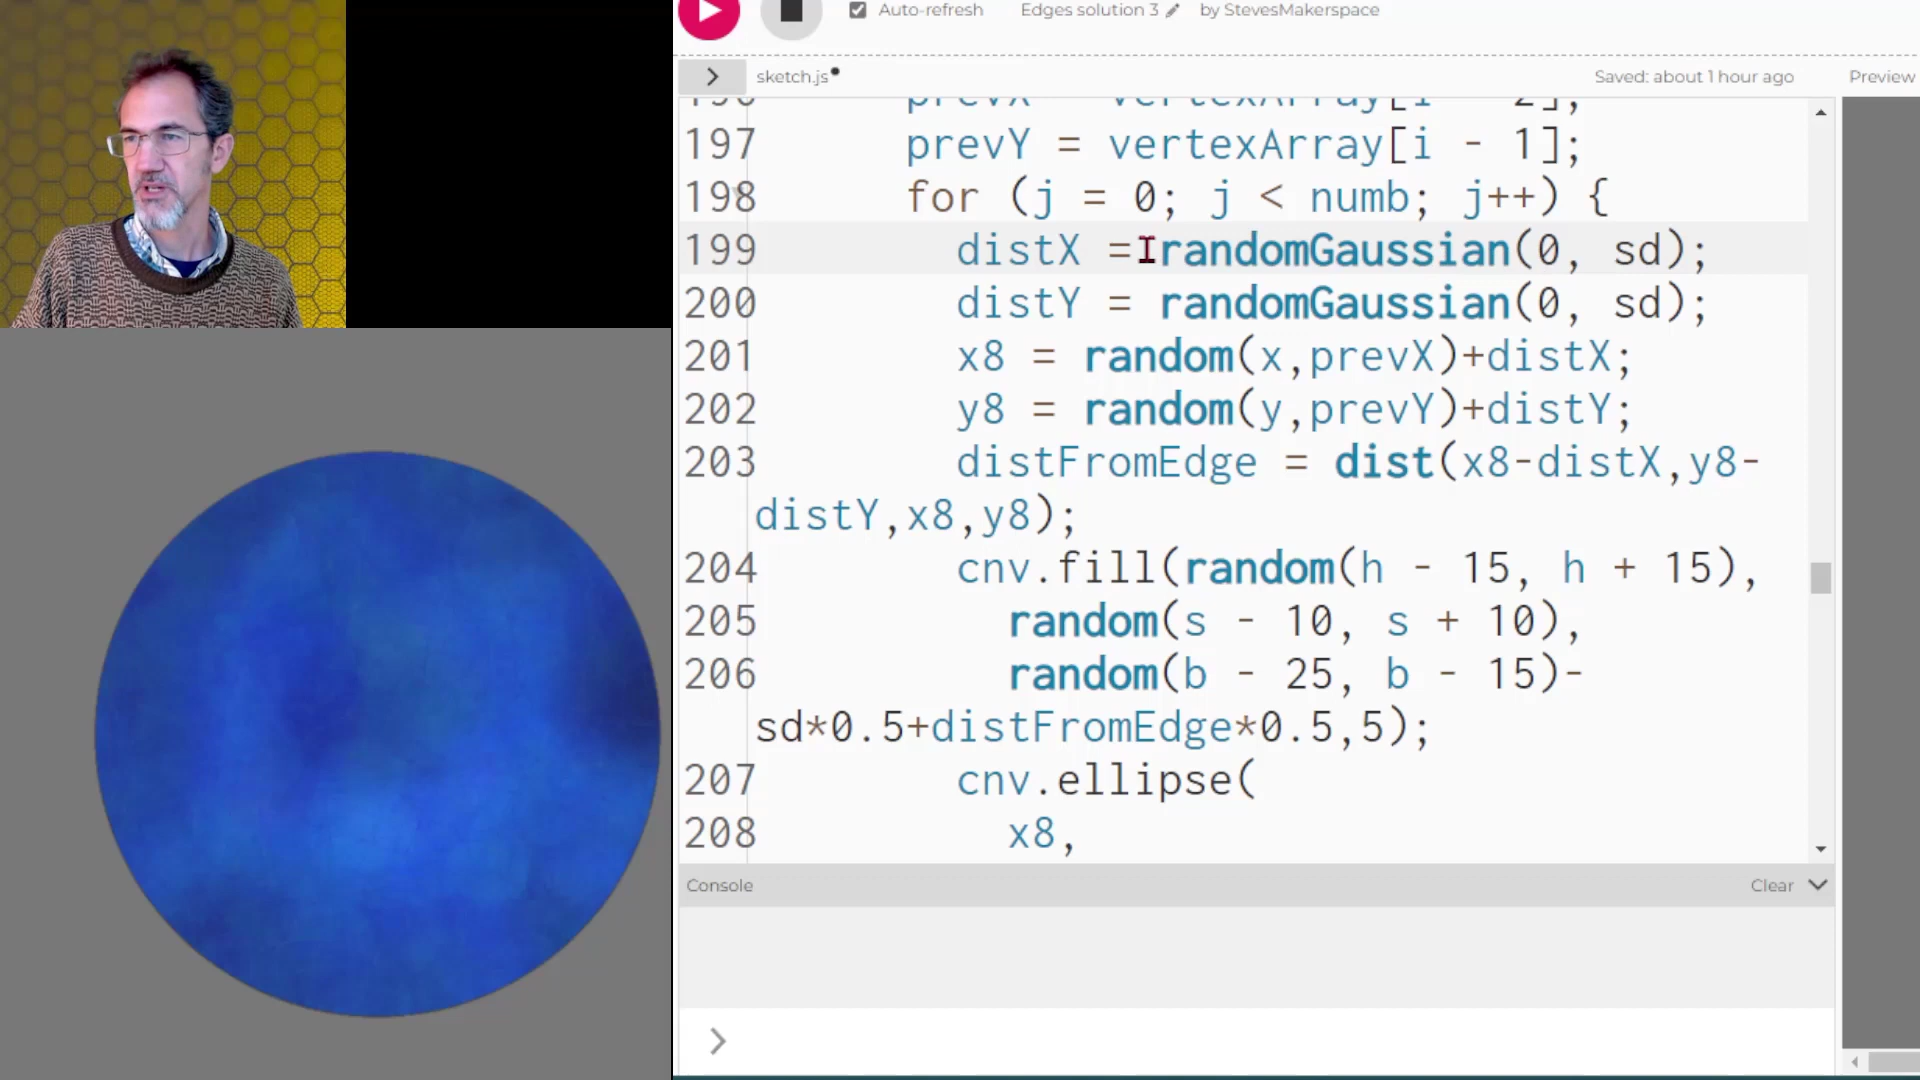 Auto-refresh Edges solution 3 by StevesMakerspace
sketch.js Saved: about 1 hour ago Preview
196 prevX = vertexArray[i - 2];
197 prevY = vertexArray[i - 1];
198 for (j = 0; j < numb; j++) {
199 distX = randomGaussian(0, sd);
200 distY = randomGaussian(0, sd);
201 x8 = random(x,prevX)+distX;
202 y8 = random(y,prevY)+distY;
203 distFromEdge = dist(x8-distX,y8-
distY,x8,y8);
204 cnv.fill(random(h - 15, h + 15),
205 random(s - 10, s + 10),
206 random(b - 25, b - 15)-
sd*0.5+distFromEdge*0.5,5);
207 cnv.ellipse(
208 x8,
Console Clear